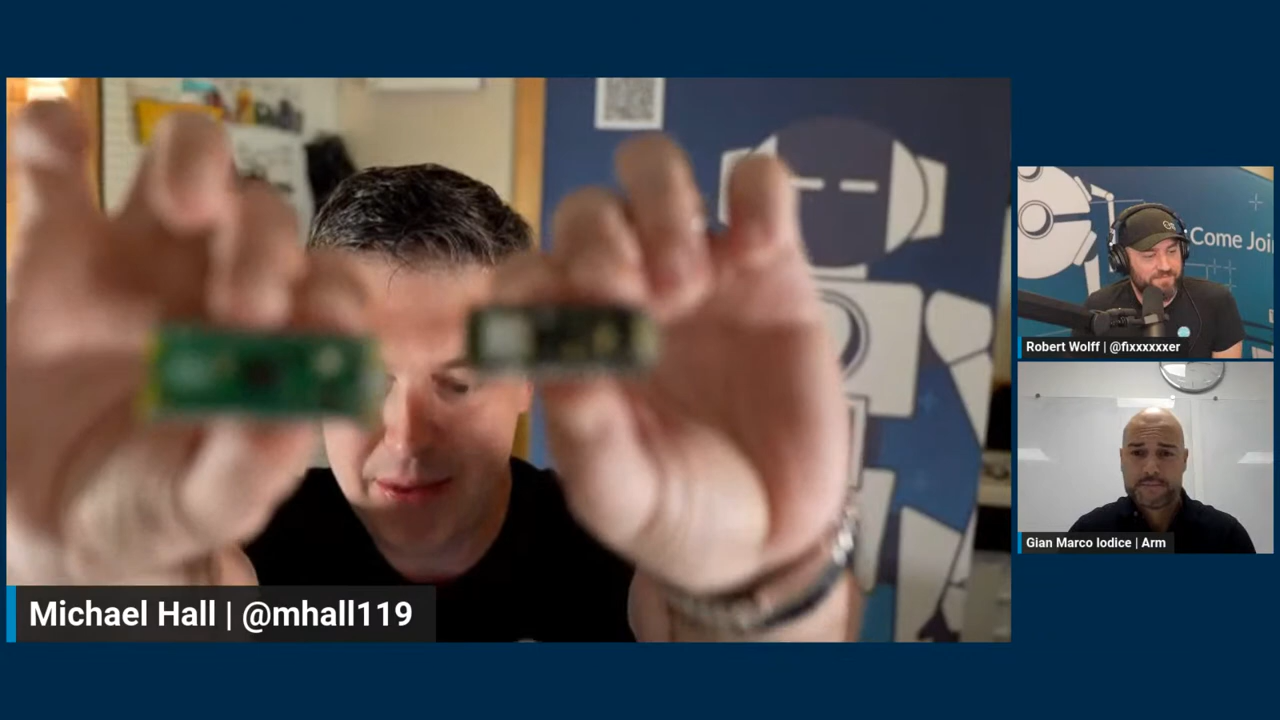 Michael Hall | @mhall119
Come Joi
Robert Wolff | @fixxxxxxer
Gian Marco Iodice | Arm